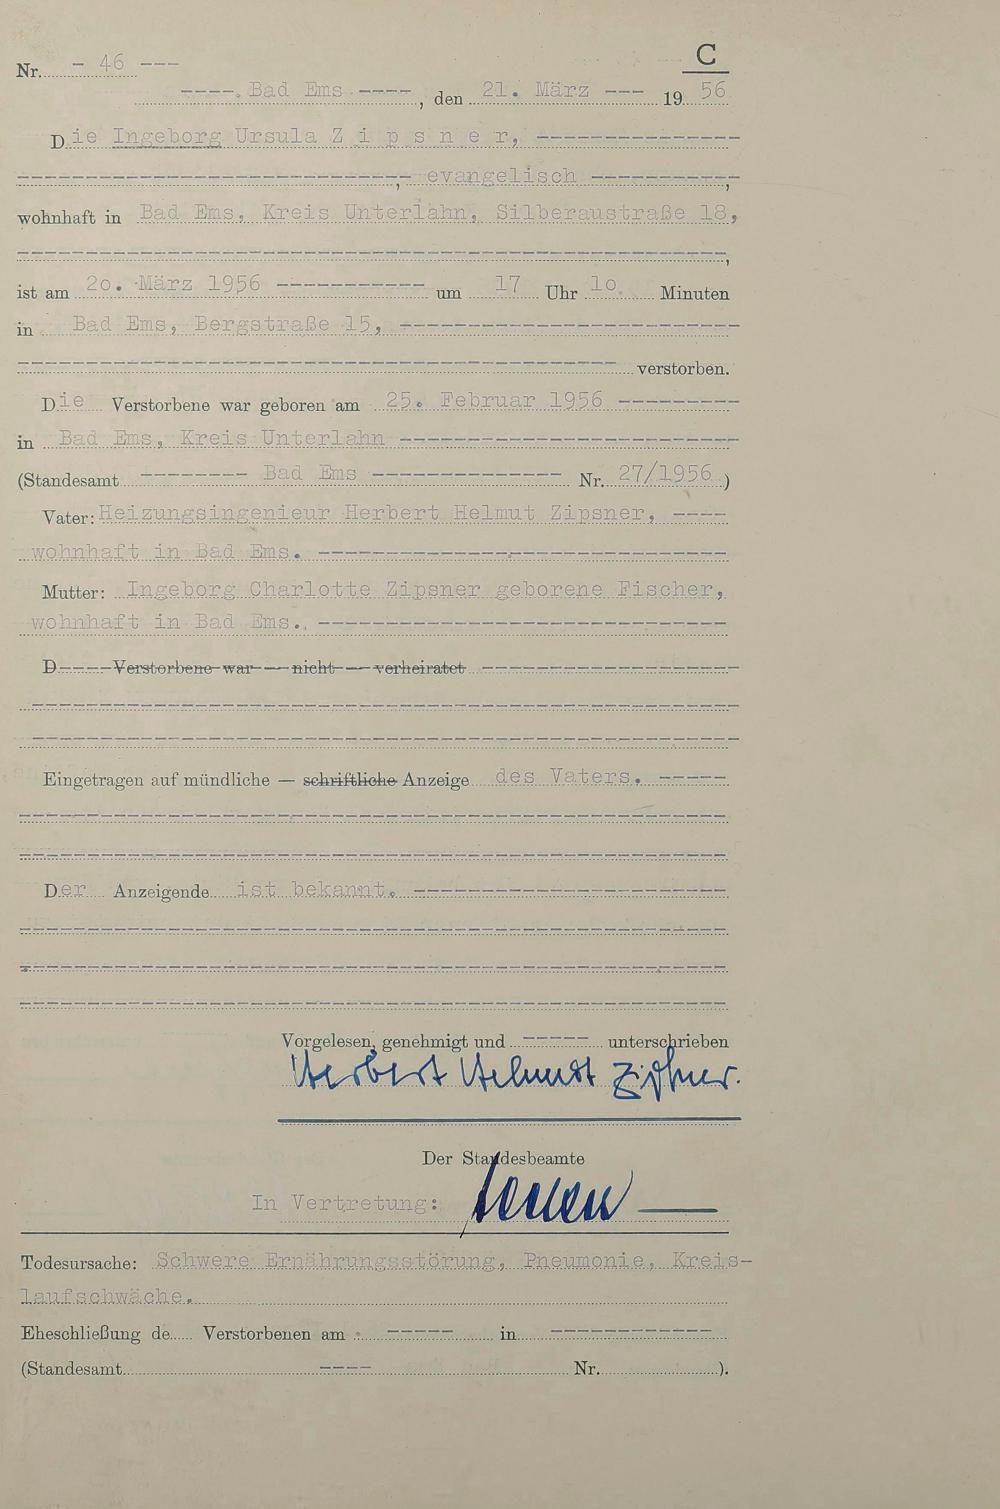 C
Nr. - 46 ---
----. Bad Ems ----, den 21. März --- 19 56
Die Ingeborg Ursula Z i p s n e r, ---------------
----------------------------, evangelisch ----------,
wohnhaft in Bad Ems, Kreis Unterlahn, Silberaustraße 18,
----------------------------------------------------,
ist am 2o. März 1956 ----------- um 17 Uhr 1o Minuten
in Bad Ems, Bergstraße 15, -------------------------
-------------------------------------------- verstorben.
Die Verstorbene war geboren am 25. Februar 1956 ---------
in Bad Ems, Kreis Unterlahn -------------------------
(Standesamt -------- Bad Ems -------------- Nr. 27/1956 )
Vater: Heizungsingenieur Herbert Helmut Zipsner, ----
wohnhaft in Bad Ems. ------------------------------
Mutter: Ingeborg Charlotte Zipsner geborene Fischer,
wohnhaft in Bad Ems. ------------------------------
D---- Verstorbene war — nicht — verheiratet -------------------
----------------------------------------------------
----------------------------------------------------
Eingetragen auf mündliche — schriftliche Anzeige des Vaters. -----
----------------------------------------------------
----------------------------------------------------
Der Anzeigende ist bekannt. -----------------------
----------------------------------------------------
----------------------------------------------------
----------------------------------------------------
Vorgelesen, genehmigt und ----- unterschrieben
Herbert Helmut Zipsner.
Der Standesbeamte
In Vertretung:
Todesursache: Schwere Ernährungsstörung, Pneumonie, Kreis-
laufschwäche.
Eheschließung de..... Verstorbenen am ----- in ------------
(Standesamt ---- Nr. ).